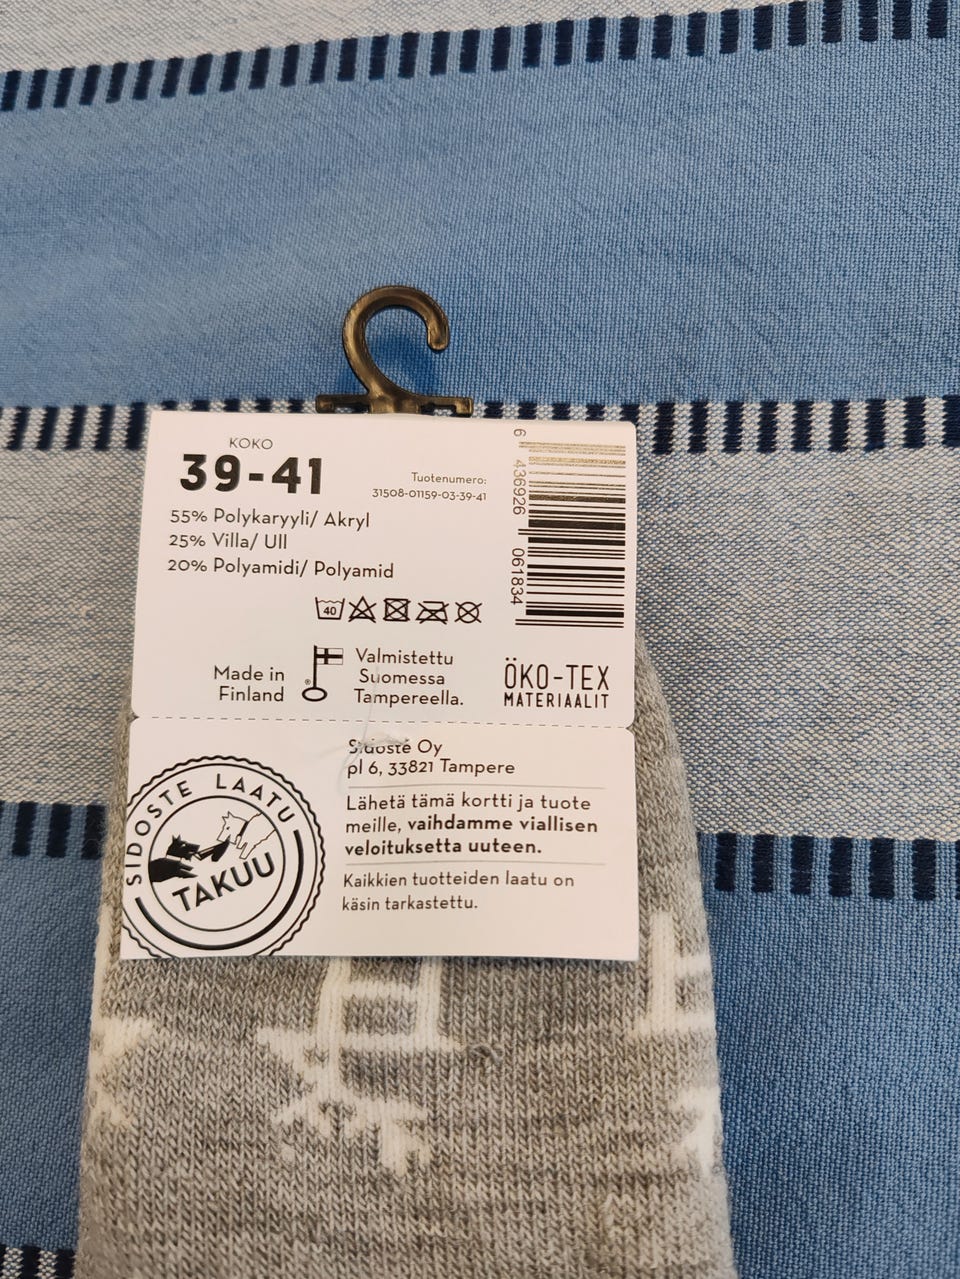 KOKO
39-41
Tuotenumero:
31508-01159-03-39-41
55% Polykaryyli/ Akryl
25% Villa/ Ull
20% Polyamidi/ Polyamid
6 436926 061834
40
Made in
Finland
®
Valmistettu
Suomessa
Tampereella.
ÖKO-TEX
MATERIAALIT
Sidoste Oy
pl 6, 33821 Tampere
Lähetä tämä kortti ja tuote
meille, vaihdamme viallisen
veloituksetta uuteen.
Kaikkien tuotteiden laatu on
käsin tarkastettu.
SIDOSTE LAATU
TAKUU